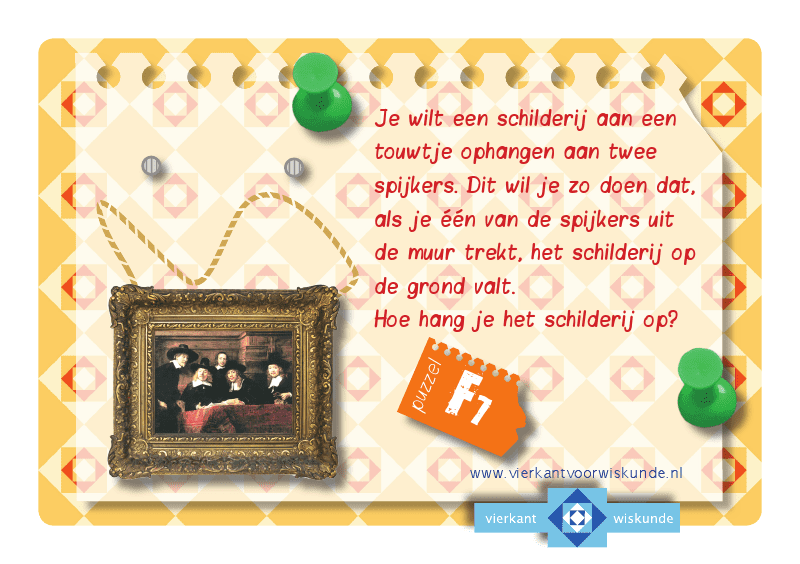 Je wilt een schilderij aan een
touwtje ophangen aan twee
spijkers. Dit wil je zo doen dat,
als je één van de spijkers uit
de muur trekt, het schilderij op
de grond valt.
Hoe hang je het schilderij op?
puzzel F1
www.vierkantvoorwiskunde.nl
vierkant wiskunde